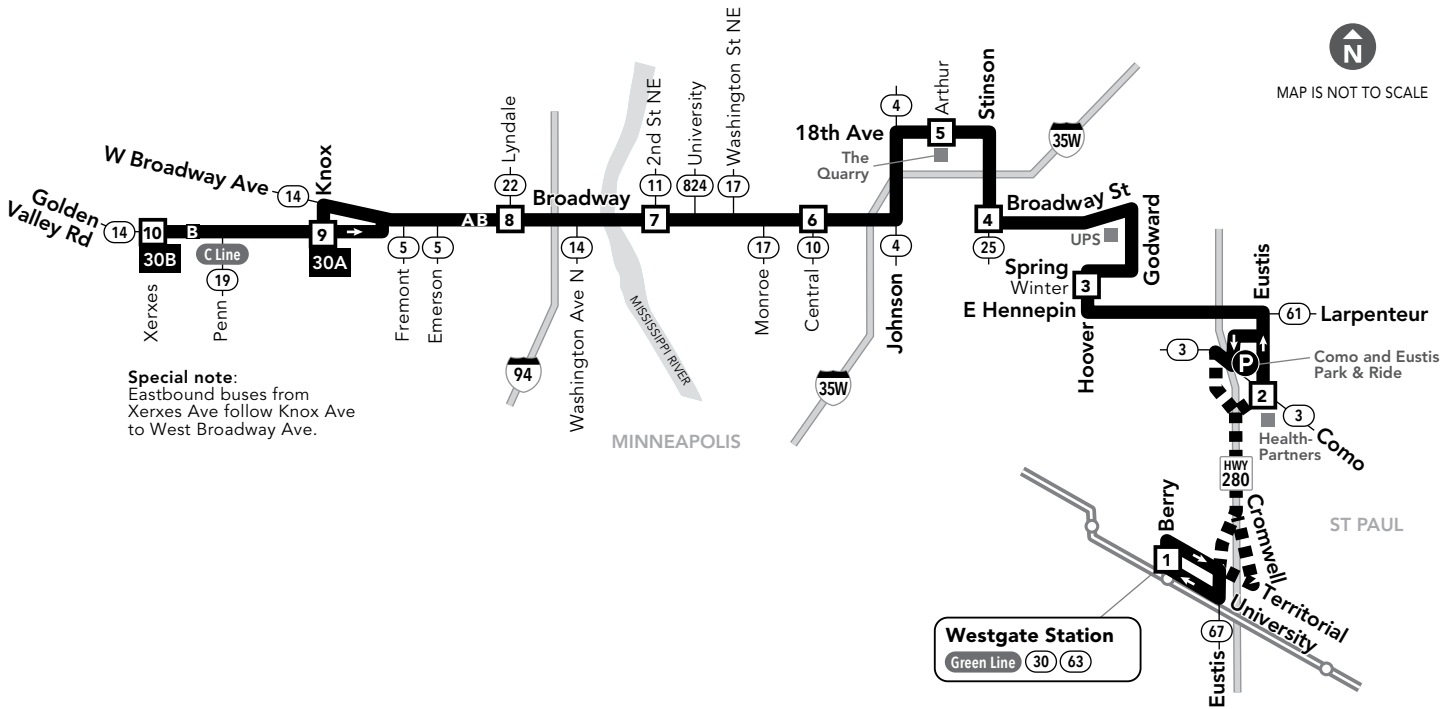 N
MAP IS NOT TO SCALE
W Broadway Ave
14
Knox
Golden
Valley Rd
14
10
30B
B
C Line
19
Penn
Xerxes
9
30A
5
Fremont
5
Emerson
AB
Lyndale
22
8
Broadway
94
14
Washington Ave N
MISSISSIPPI RIVER
2nd St NE
11
7
University
824
Washington St NE
17
17
Monroe
6
10
Central
4
4
Johnson
35W
18th Ave
The
Quarry
Arthur
5
Stinson
35W
4
25
Broadway St
UPS
Godward
Spring
Winter
3
E Hennepin
Hoover
Eustis
61
Larpenteur
3
P
Como and Eustis
Park & Ride
2
3
Como
Health-
Partners
HWY
280
Cromwell
Territorial
University
Berry
1
67
Eustis
MINNEAPOLIS
ST PAUL
Special note:
Eastbound buses from
Xerxes Ave follow Knox Ave
to West Broadway Ave.
Westgate Station
Green Line 30 63